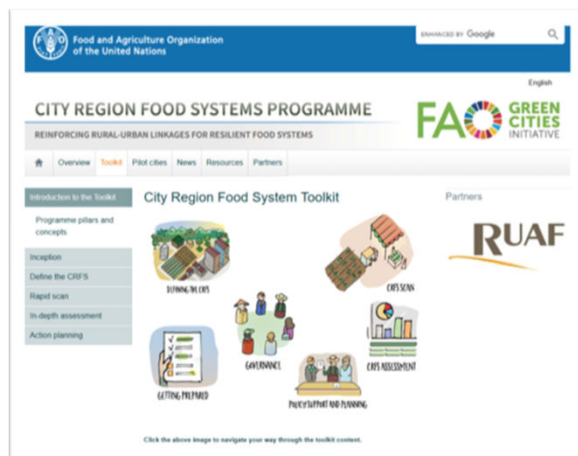 FAO
Food and Agriculture Organization
of the United Nations
ENHANCED BY Google
English
CITY REGION FOOD SYSTEMS PROGRAMME
REINFORCING RURAL-URBAN LINKAGES FOR RESILIENT FOOD SYSTEMS
FAO GREEN
CITIES
INITIATIVE
Overview Toolkit Pilot cities News Resources Partners
Introduction to the Toolkit
Programme pillars and
concepts
Inception
Define the CRFS
Rapid scan
In-depth assessment
Action planning
City Region Food System Toolkit
DEFINING THE CRFS
CRFS SCAN
GOVERNANCE
CRFS ASSESSMENT
GETTING PREPARED
POLICY SUPPORT AND PLANNING
Click the above image to navigate your way through the toolkit content.
Partners
RUAF